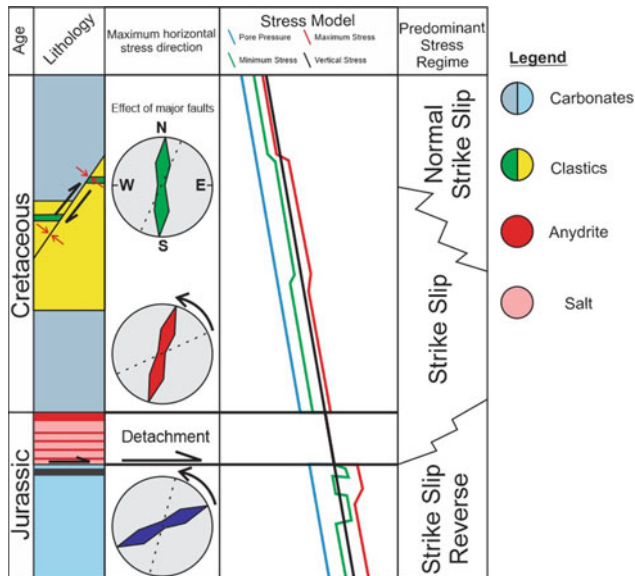 Age
Lithology
Maximum horizontal
stress direction
Stress Model
Pore Pressure
Maximum Stress
Minimum Stress
Vertical Stress
Predominant
Stress
Regime
Cretaceous
Jurassic
Effect of major faults
N
W
E
S
Detachment
Normal
Strike Slip
Strike Slip
Strike Slip
Reverse
Legend
Carbonates
Clastics
Anydrite
Salt